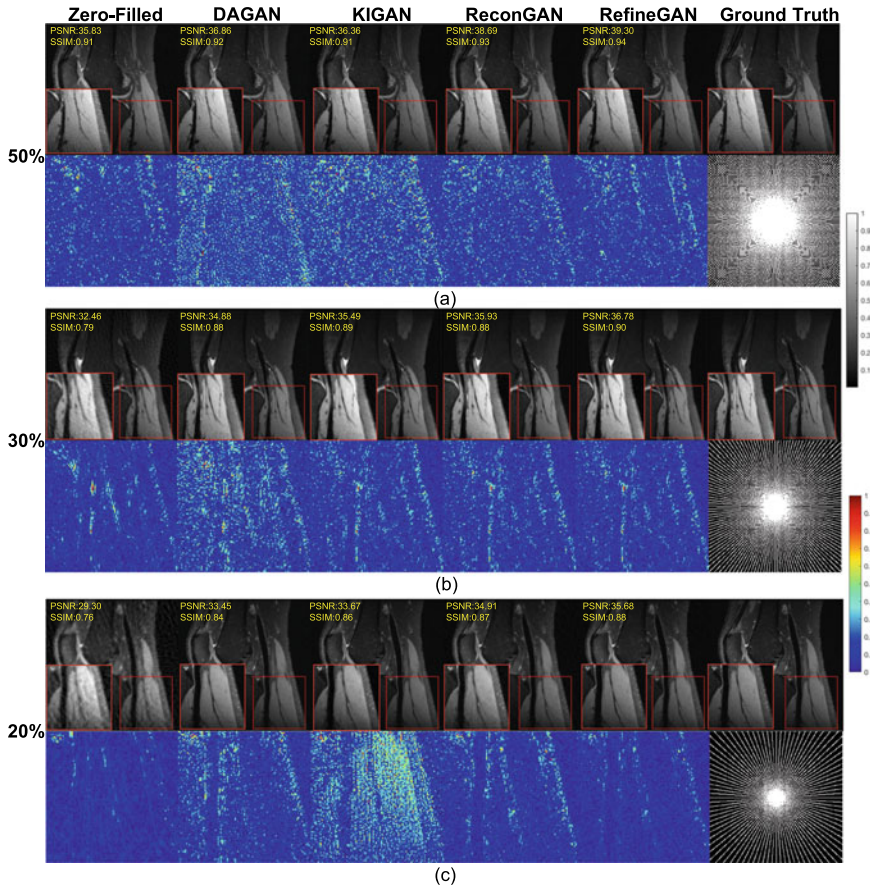 Zero-Filled DAGAN KIGAN ReconGAN RefineGAN Ground Truth
PSNR:35.83 PSNR:36.86 PSNR:36.36 PSNR:38.69 PSNR:39.30
SSIM:0.91 SSIM:0.92 SSIM:0.91 SSIM:0.93 SSIM:0.94
50%
(a)
PSNR:32.46 PSNR:34.88 PSNR:35.49 PSNR:35.93 PSNR:36.78
SSIM:0.79 SSIM:0.88 SSIM:0.89 SSIM:0.88 SSIM:0.90
30%
(b)
PSNR:29.30 PSNR:33.45 PSNR:33.67 PSNR:34.91 PSNR:35.68
SSIM:0.76 SSIM:0.84 SSIM:0.86 SSIM:0.87 SSIM:0.88
20%
(c)